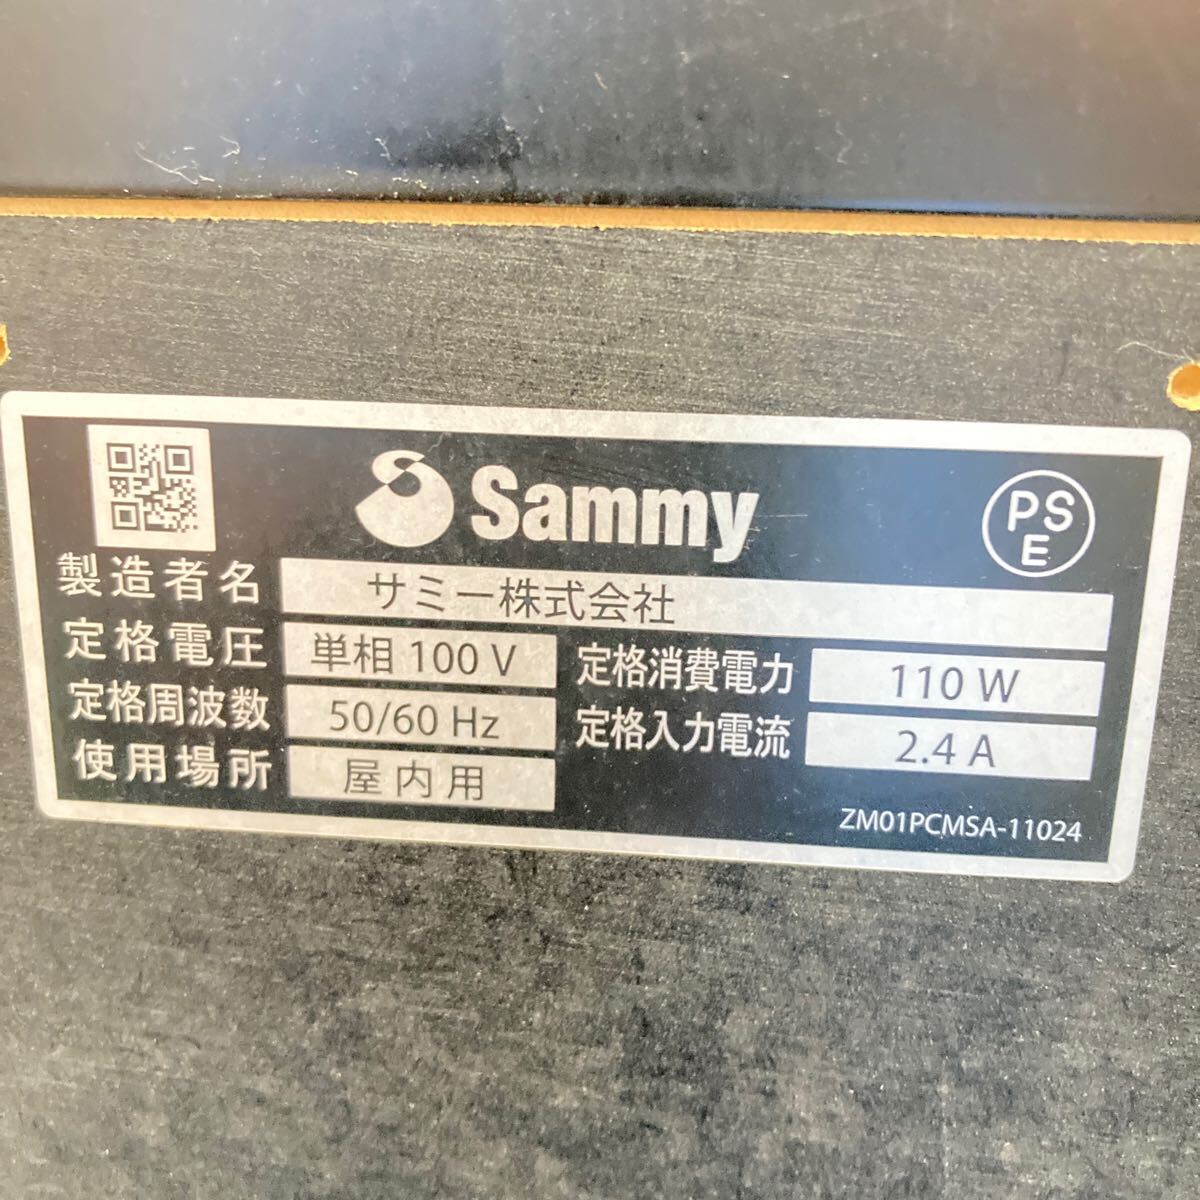 Sammy
PS
E
製造者名 サミー株式会社
定格電圧 単相 100 V 定格消費電力 110 W
定格周波数 50/60 Hz 定格入力電流 2.4 A
使用場所 屋内用
ZM01PCMSA-11024